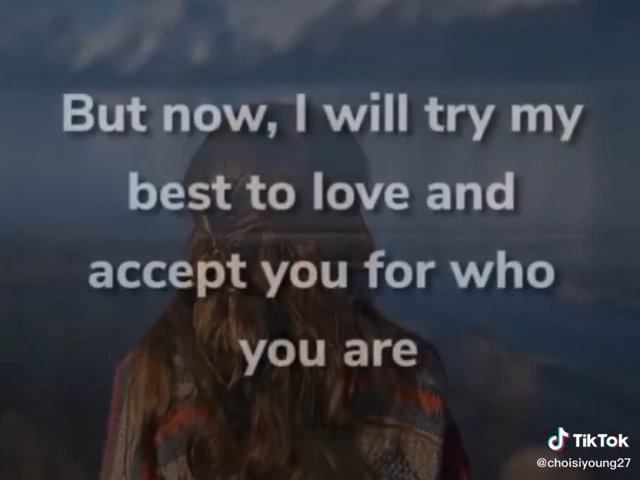 But now, I will try my
best to love and
accept you for who
you are
TikTok
@choisiyoung27